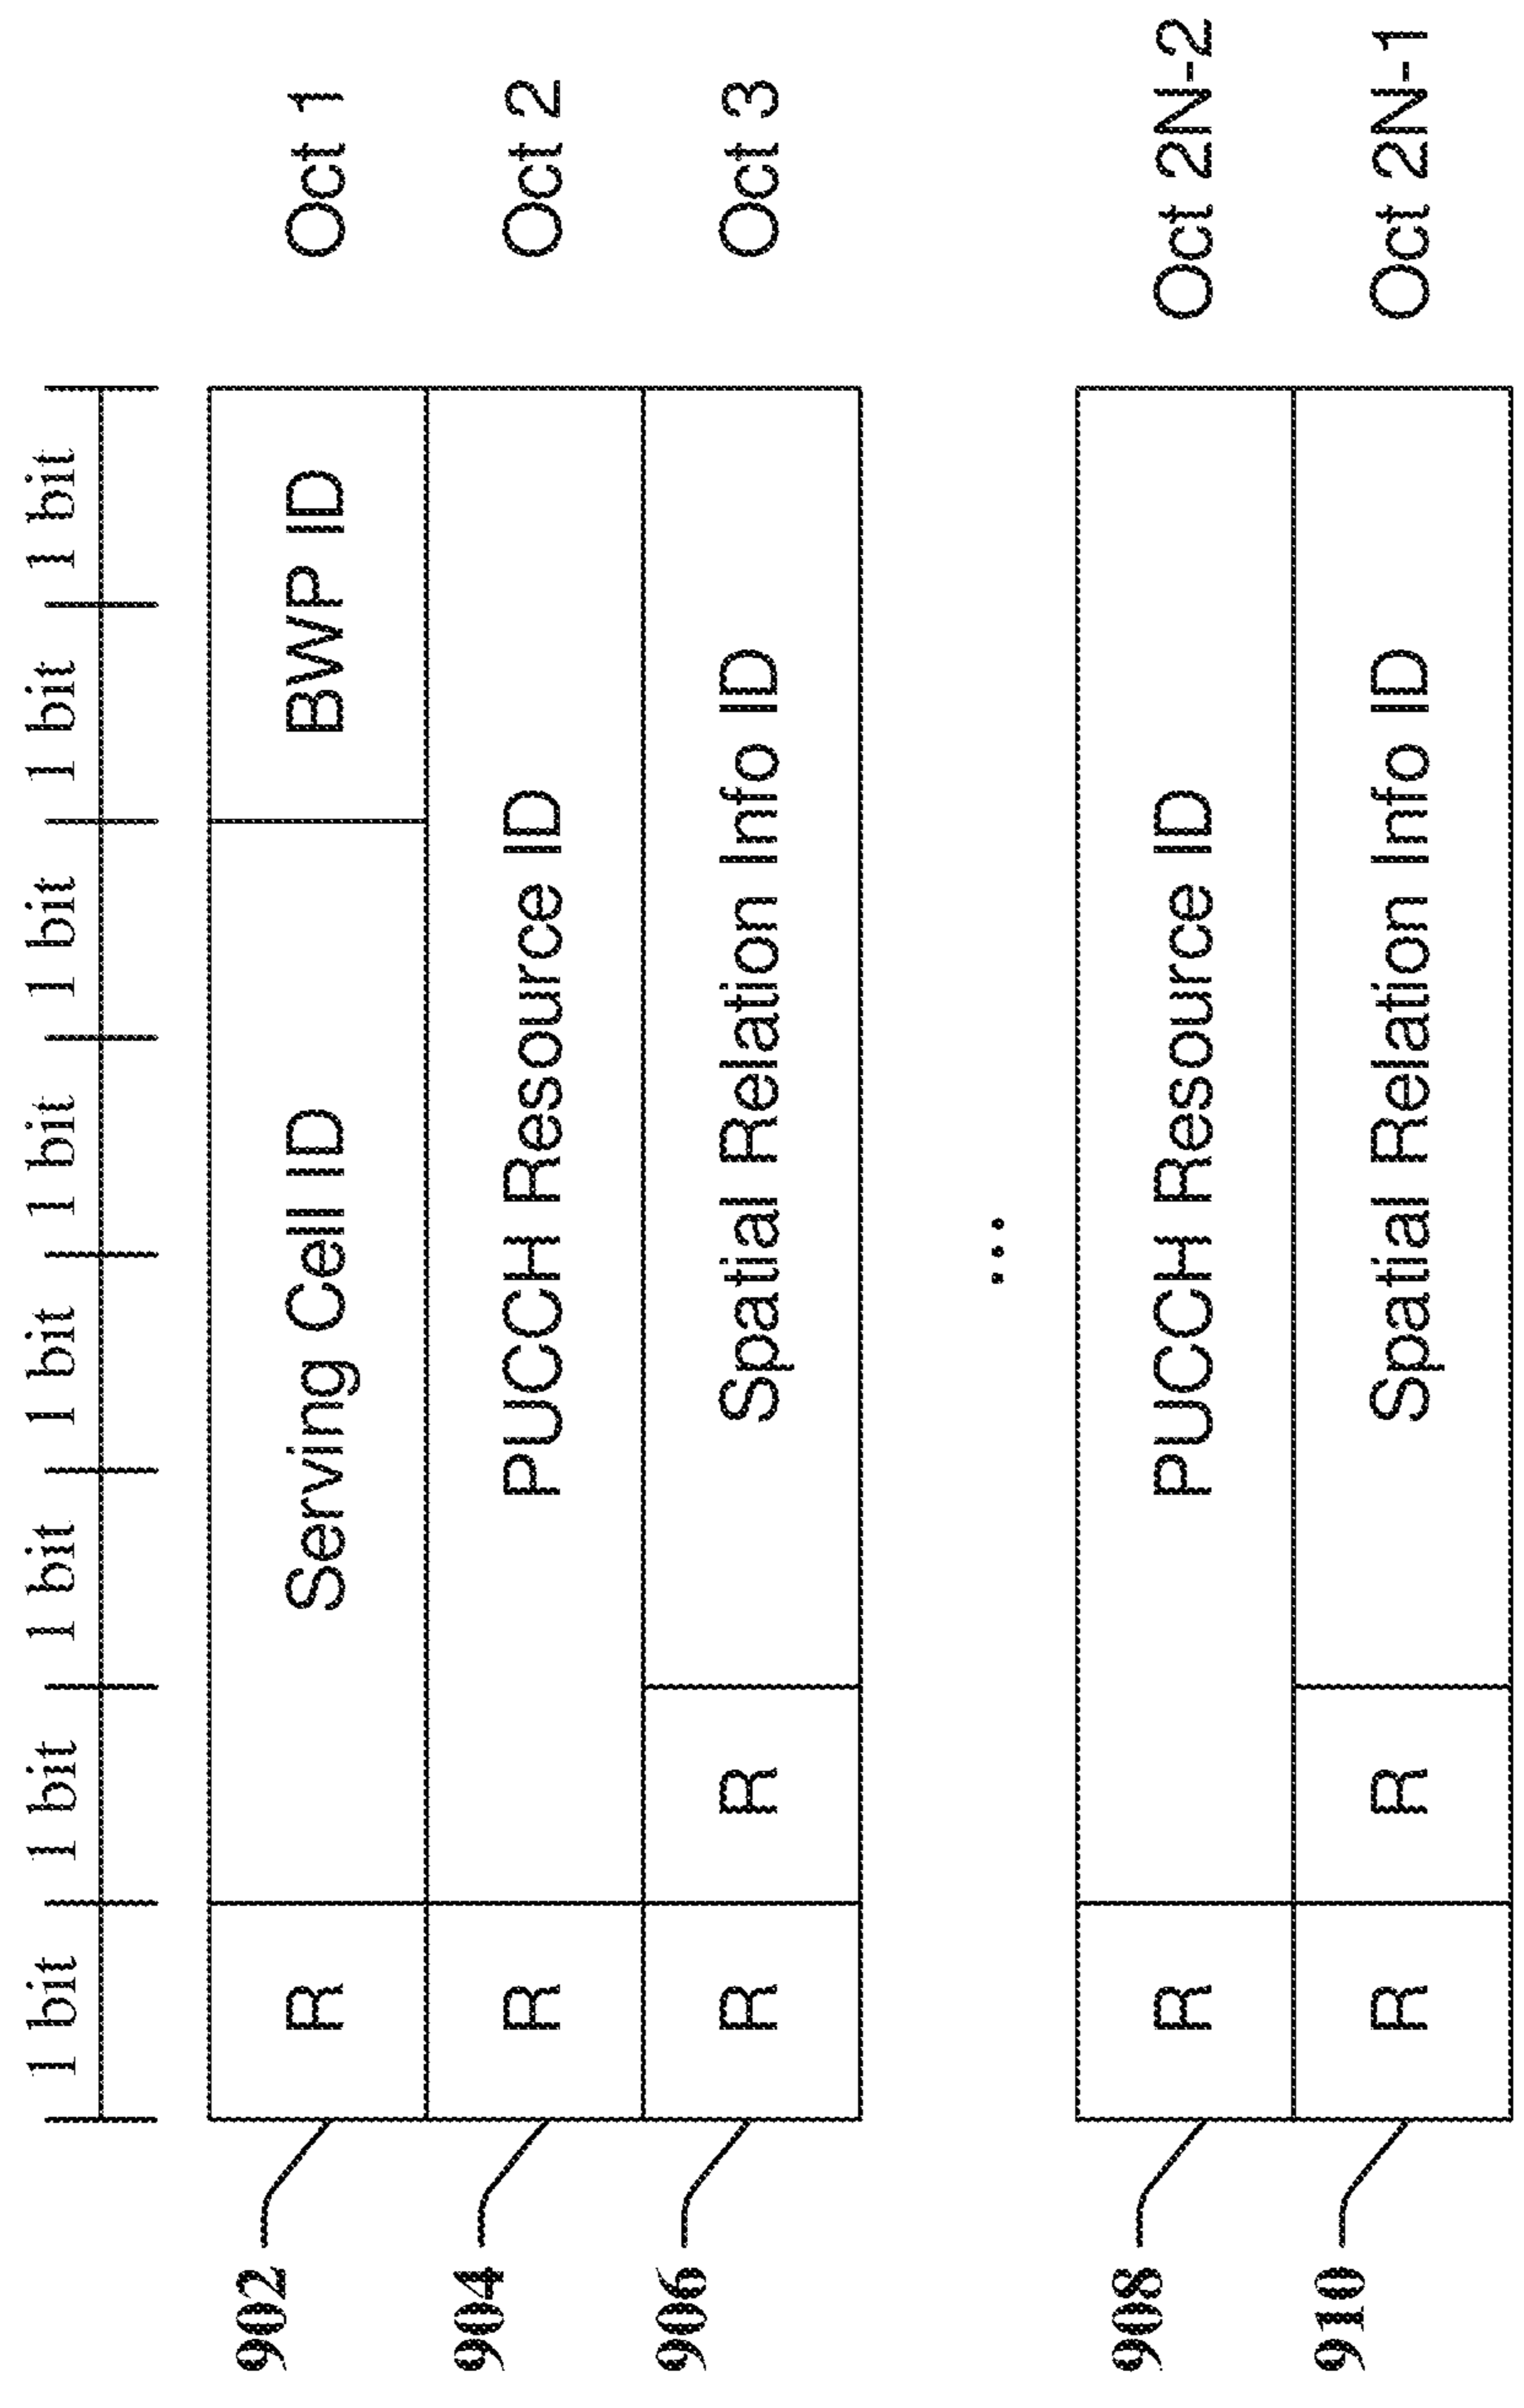 1 bit 1 bit 1 bit 1 bit 1 bit 1 bit 1 bit 1 bit
902 R Serving Cell ID BWP ID Oct 1
904 R PUCCH Resource ID Oct 2
906 R R Spatial Relation Info ID Oct 3
...
908 R PUCCH Resource ID Oct 2N-2
910 R R Spatial Relation Info ID Oct 2N-1